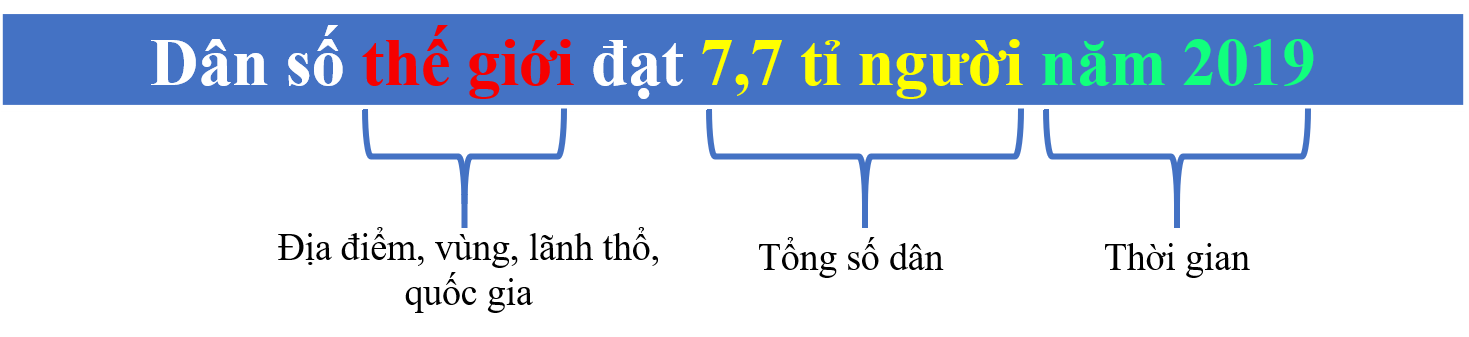 Dân số thế giới đạt 7,7 tỉ người năm 2019
Địa điểm, vùng, lãnh thổ,
quốc gia
Tổng số dân
Thời gian